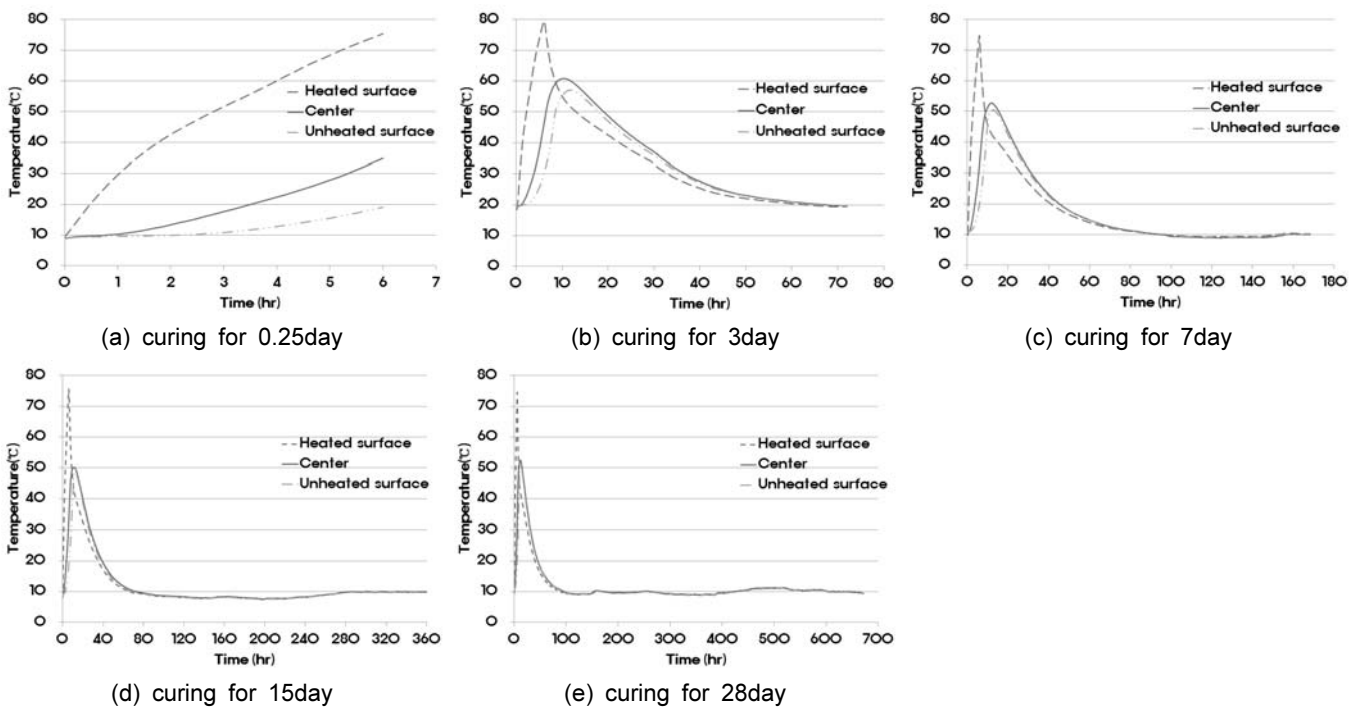 80
70
60
50
40
30
20
10
0
Temperature(℃)
Heated surface
Center
Unheated surface
0 1 2 3 4 5 6 7
Time (hr)
(a) curing for 0.25day
80
70
60
50
40
30
20
10
0
Temperature(℃)
Heated surface
Center
Unheated surface
0 10 20 30 40 50 60 70 80
Time (hr)
(b) curing for 3day
80
70
60
50
40
30
20
10
0
Temperature(℃)
Heated surface
Center
Unheated surface
0 20 40 60 80 100 120 140 160 180
Time (hr)
(c) curing for 7day
80
70
60
50
40
30
20
10
0
Temperature(℃)
Heated surface
Center
Unheated surface
0 40 80 120 160 200 240 280 320 360
Time (hr)
(d) curing for 15day
80
70
60
50
40
30
20
10
0
Temperature(℃)
Heated surface
Center
Unheated surface
0 100 200 300 400 500 600 700
Time (hr)
(e) curing for 28day